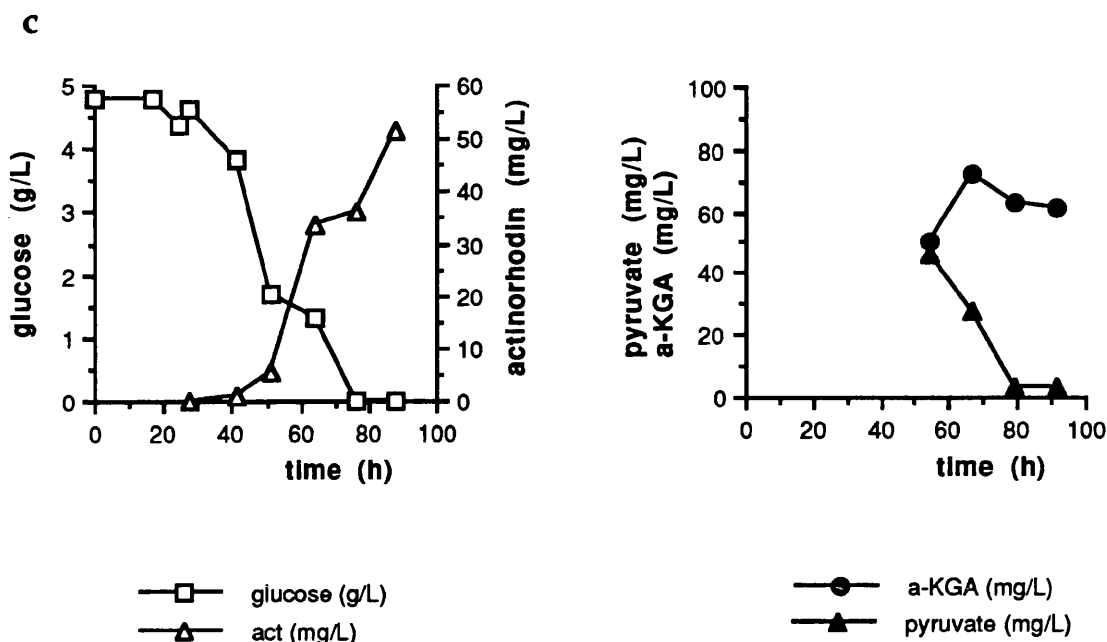 c
5
4
3
2
1
0
glucose (g/L)
60
50
40
30
20
10
0
actinorhodin (mg/L)
0 20 40 60 80 100
time (h)
glucose (g/L)
act (mg/L)
100
80
60
40
20
0
pyruvate (mg/L)
a-KGA (mg/L)
0 20 40 60 80 100
time (h)
a-KGA (mg/L)
pyruvate (mg/L)